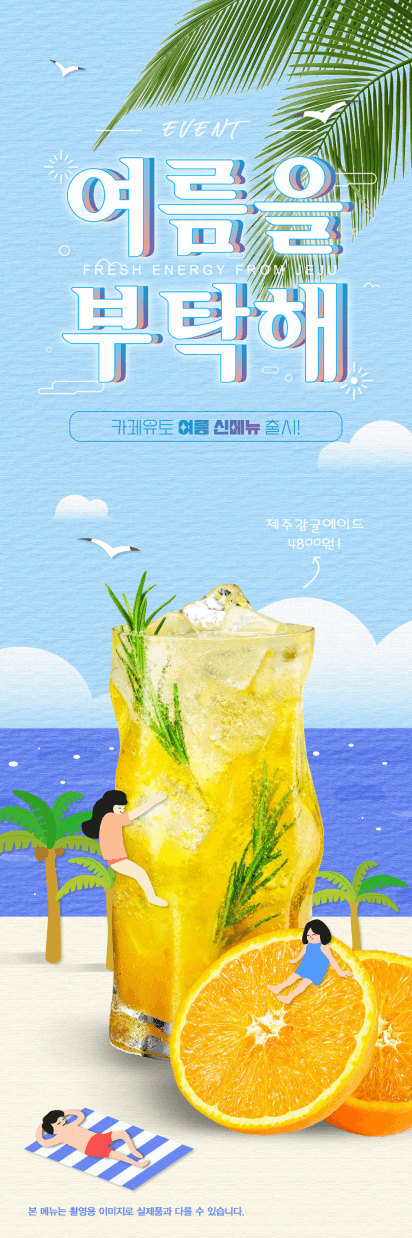 EVENT
여름을
FRESH ENERGY FROM JEJU
부탁해
카페유토 여름 신메뉴 출시!
제주감귤에이드
4800원!
본 메뉴는 촬영용 이미지로 실제품과 다를 수 있습니다.